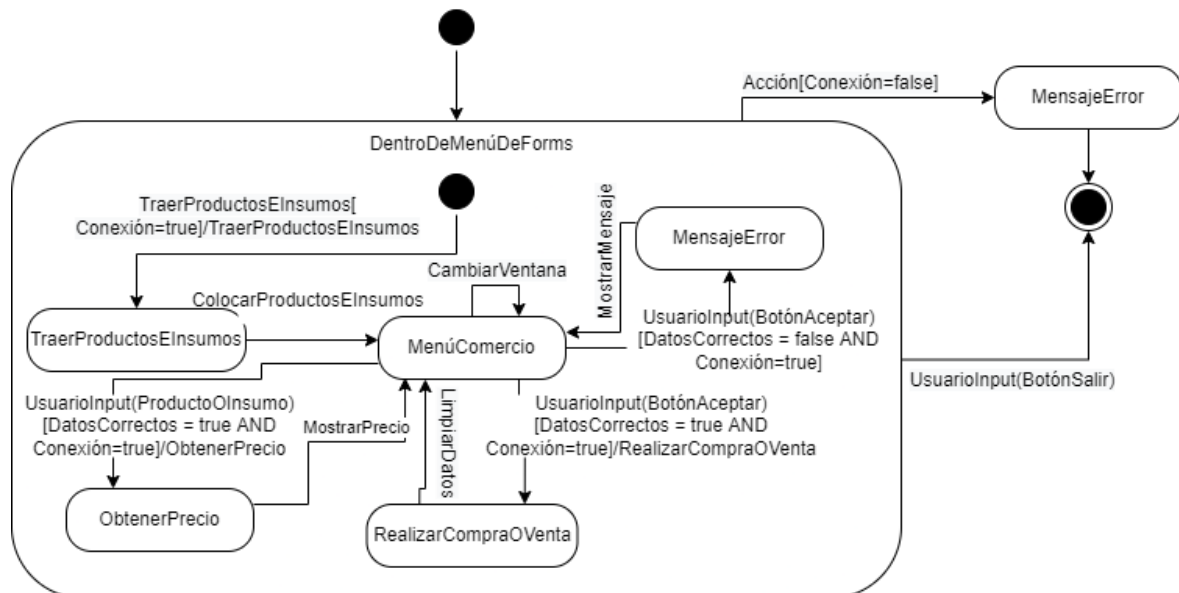 Acción[Conexión=false]
MensajeError
DentroDeMenúDeForms
TraerProductosEInsumos[
Conexión=true]/TraerProductosEInsumos
MostrarMensaje
MensajeError
CambiarVentana
ColocarProductosEInsumos
TraerProductosEInsumos
MenúComercio
UsuarioInput(BotónAceptar)
[DatosCorrectos = false AND
Conexión=true]
UsuarioInput(BotónSalir)
UsuarioInput(ProductoOInsumo)
[DatosCorrectos = true AND
Conexión=true]/ObtenerPrecio
MostrarPrecio
LimpiarDatos
UsuarioInput(BotónAceptar)
[DatosCorrectos = true AND
Conexión=true]/RealizarCompraOVenta
ObtenerPrecio
RealizarCompraOVenta